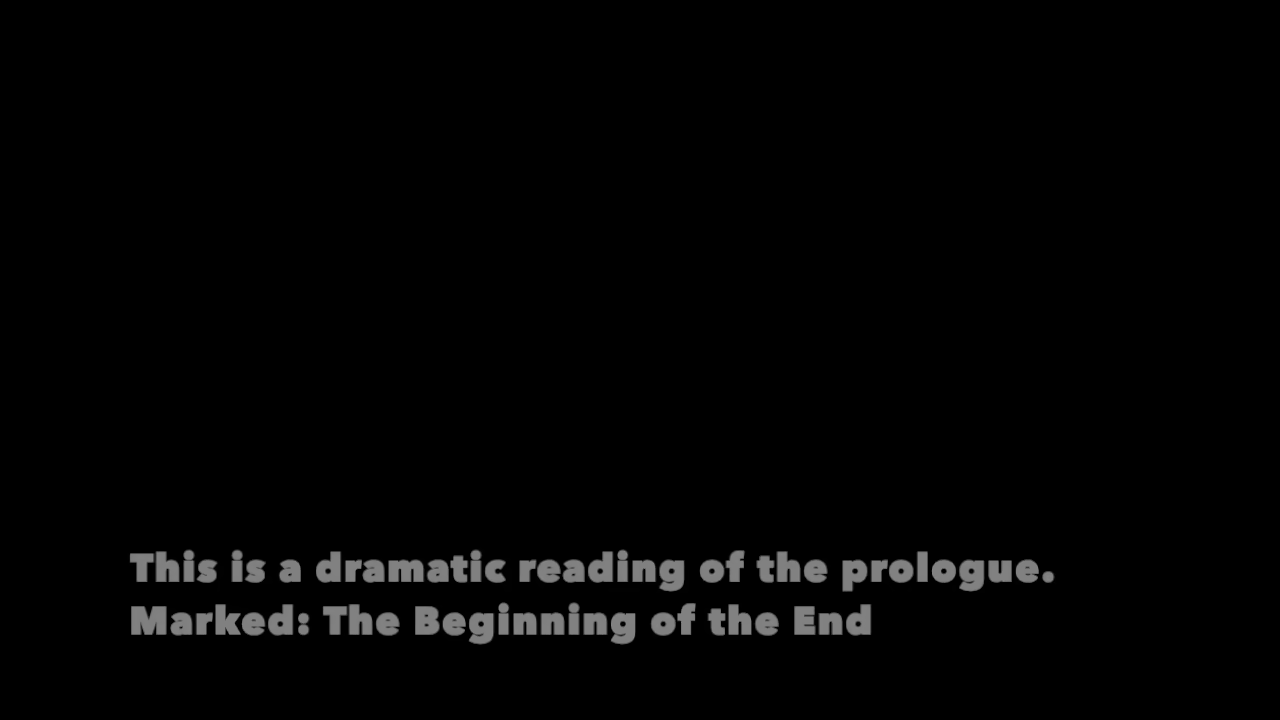 This is a dramatic reading of the prologue.
Marked: The Beginning of the End